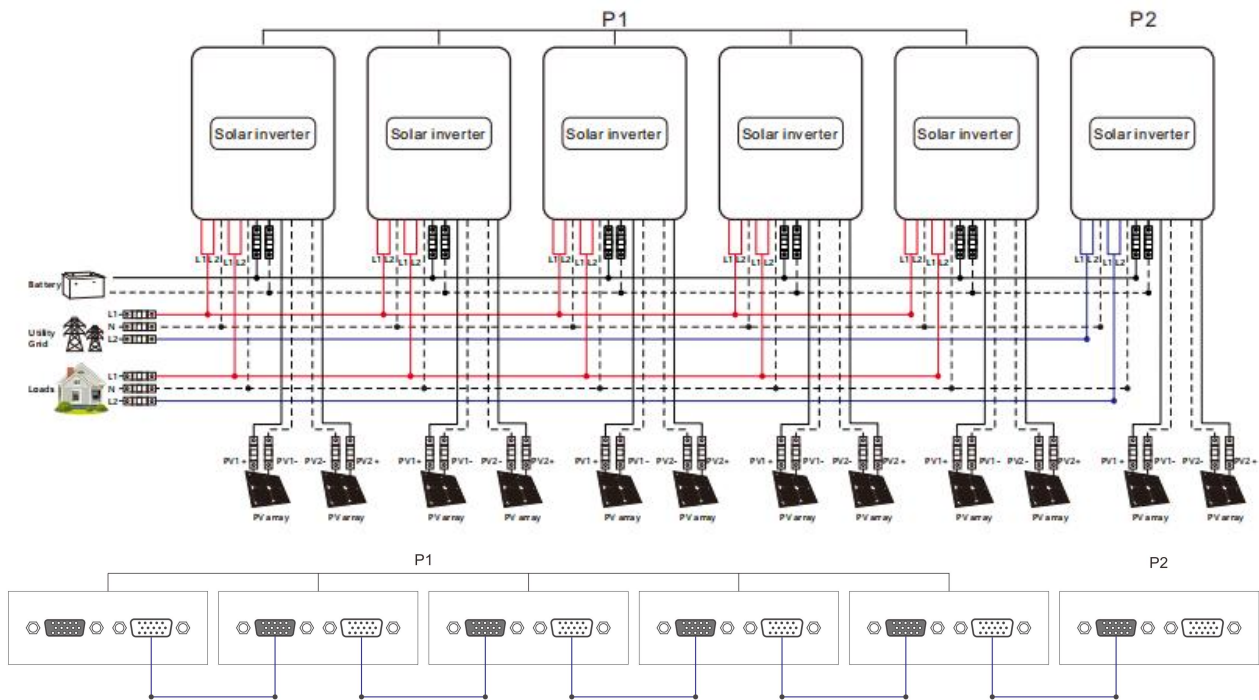 P1 P2
Solar inverter Solar inverter Solar inverter Solar inverter Solar inverter Solar inverter
L1 L2 L1 L2 L1 L2 L1 L2 L1 L2 L1 L2
L1 L2 L1 L2 L1 L2 L1 L2 L1 L2 L1 L2
Battery
L1
Utility N
Grid L2
L1
Loads N
L2
PV1+ PV1- PV2- PV2+ PV1+ PV1- PV2- PV2+ PV1+ PV1- PV2- PV2+ PV1+ PV1- PV2- PV2+ PV1+ PV1- PV2- PV2+ PV1+ PV1- PV2- PV2+
PV array PV array PV array PV array PV array PV array PV array PV array PV array PV array PV array PV array
P1 P2